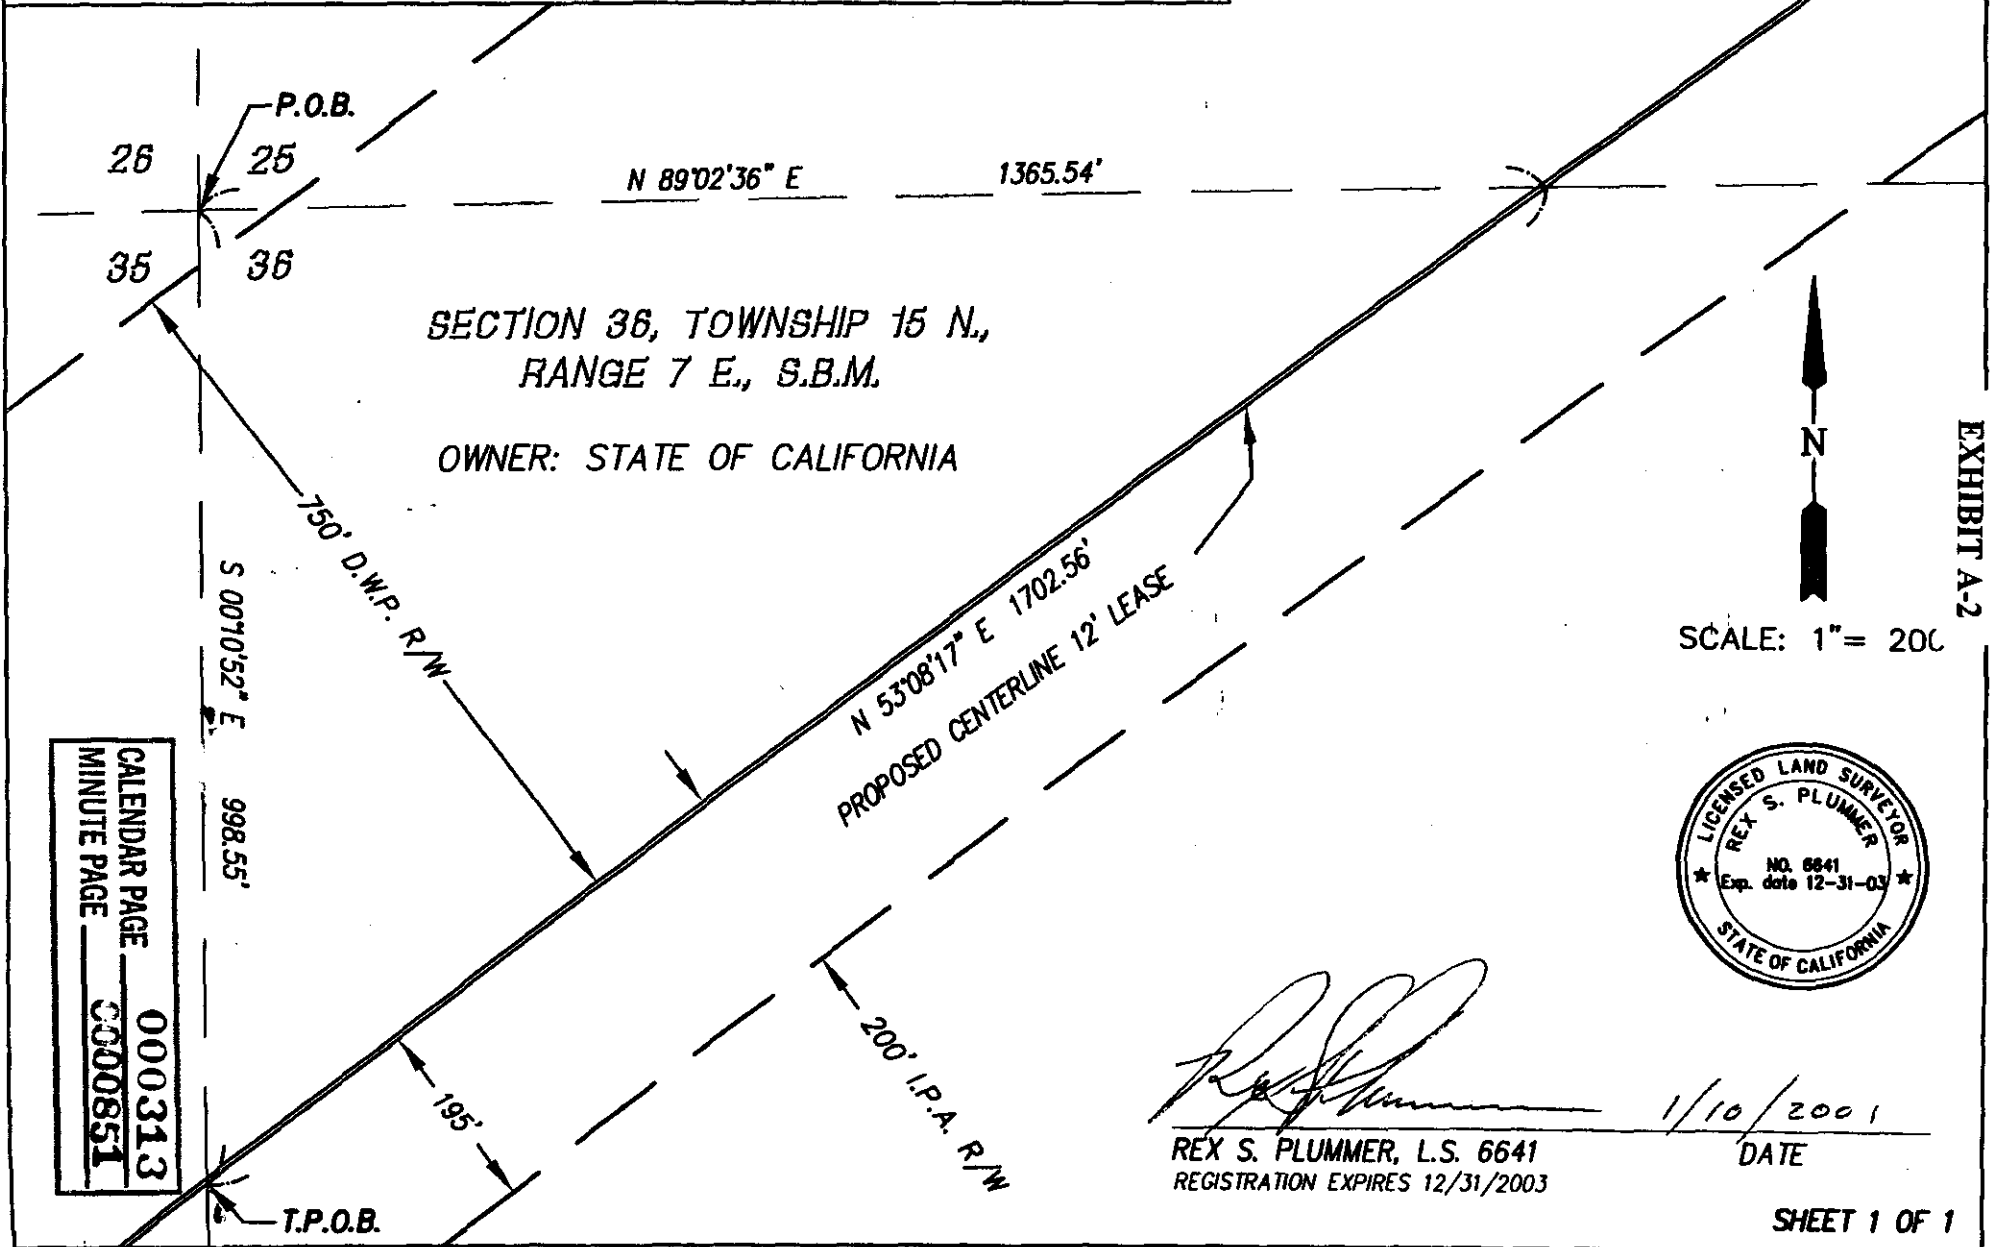 P.O.B.
26 25
35 36
N 89°02'36" E 1365.54'
SECTION 36, TOWNSHIP 15 N.,
RANGE 7 E., S.B.M.
OWNER: STATE OF CALIFORNIA
750' D.W.P. R/W
S 00°10'52" E 998.55'
N 53°08'17" E 1702.56'
PROPOSED CENTERLINE 12' LEASE
N
SCALE: 1"= 200
EXHIBIT A-2
LICENSED LAND SURVEYOR
REX S. PLUMMER
NO. 6641
Exp. date 12-31-03
STATE OF CALIFORNIA
CALENDAR PAGE 000313
MINUTE PAGE 0000851
195'
200' I.P.A. R/W
T.P.O.B.
1/10/2001
REX S. PLUMMER, L.S. 6641
DATE
REGISTRATION EXPIRES 12/31/2003
SHEET 1 OF 1